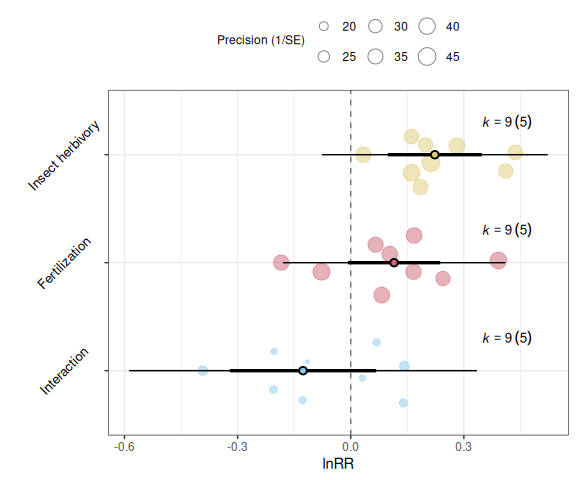 Precision (1/SE)
20 30 40
25 35 45
Insect herbivory
k = 9 (5)
Fertilization
k = 9 (5)
Interaction
k = 9 (5)
-0.6 -0.3 0.0 0.3
lnRR